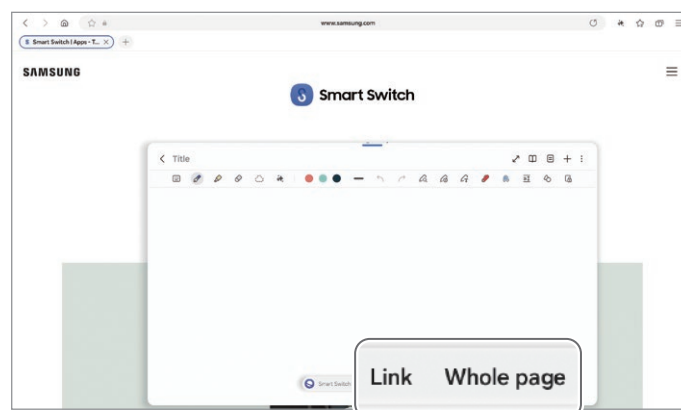 www.samsung.com
Smart Switch | Apps - T...
SAMSUNG
Smart Switch
Title
Smart Switch
Link Whole page